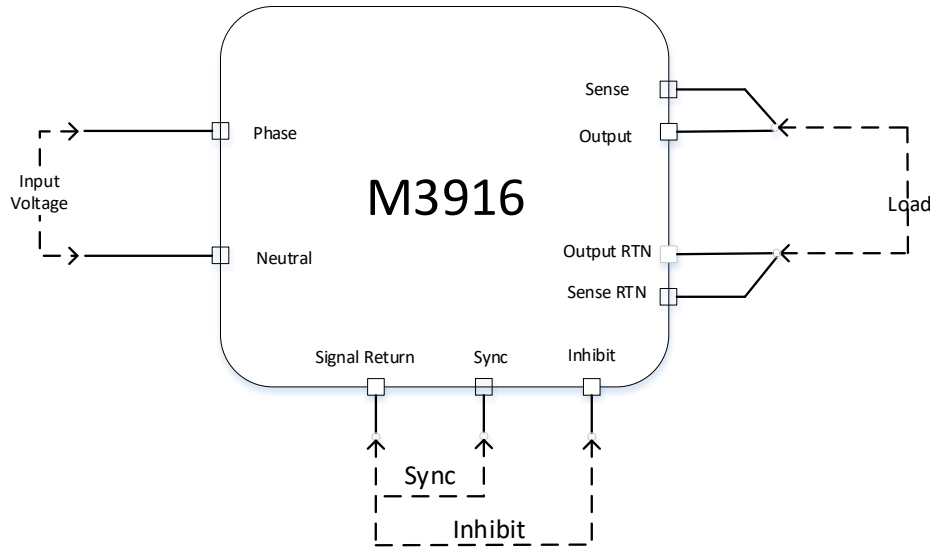 Sense
Phase
Output
Input
Voltage
M3916
Load
Neutral
Output RTN
Sense RTN
Signal Return
Sync
Inhibit
Sync
Inhibit